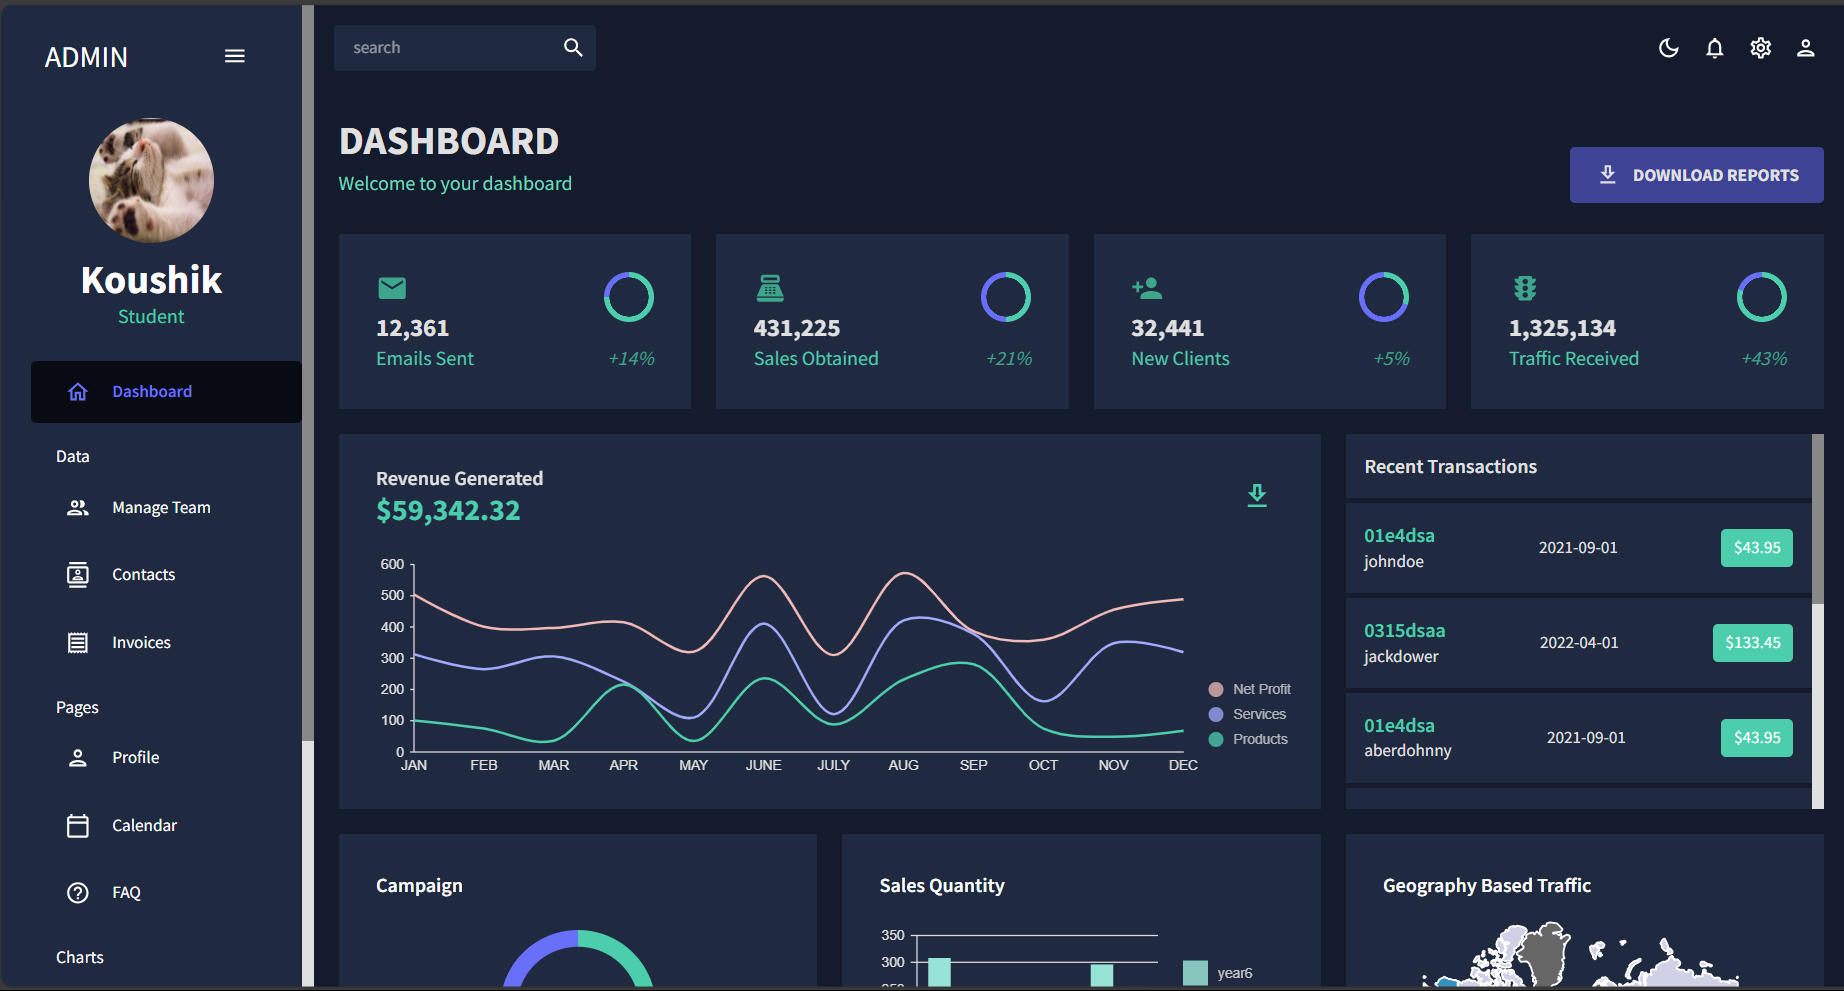 ADMIN
search
Koushik
Student
Dashboard
Data
Manage Team
Contacts
Invoices
Pages
Profile
Calendar
FAQ
Charts
DASHBOARD
Welcome to your dashboard
DOWNLOAD REPORTS
12,361
Emails Sent
+14%
431,225
Sales Obtained
+21%
32,441
New Clients
+5%
1,325,134
Traffic Received
+43%
Revenue Generated
$59,342.32
600
500
400
300
200
100
0
JAN FEB MAR APR MAY JUNE JULY AUG SEP OCT NOV DEC
Net Profit
Services
Products
Recent Transactions
01e4dsa
johndoe
2021-09-01
$43.95
0315dsaa
jackdower
2022-04-01
$133.45
01e4dsa
aberdohnny
2021-09-01
$43.95
Campaign
Sales Quantity
350
300
year6
Geography Based Traffic